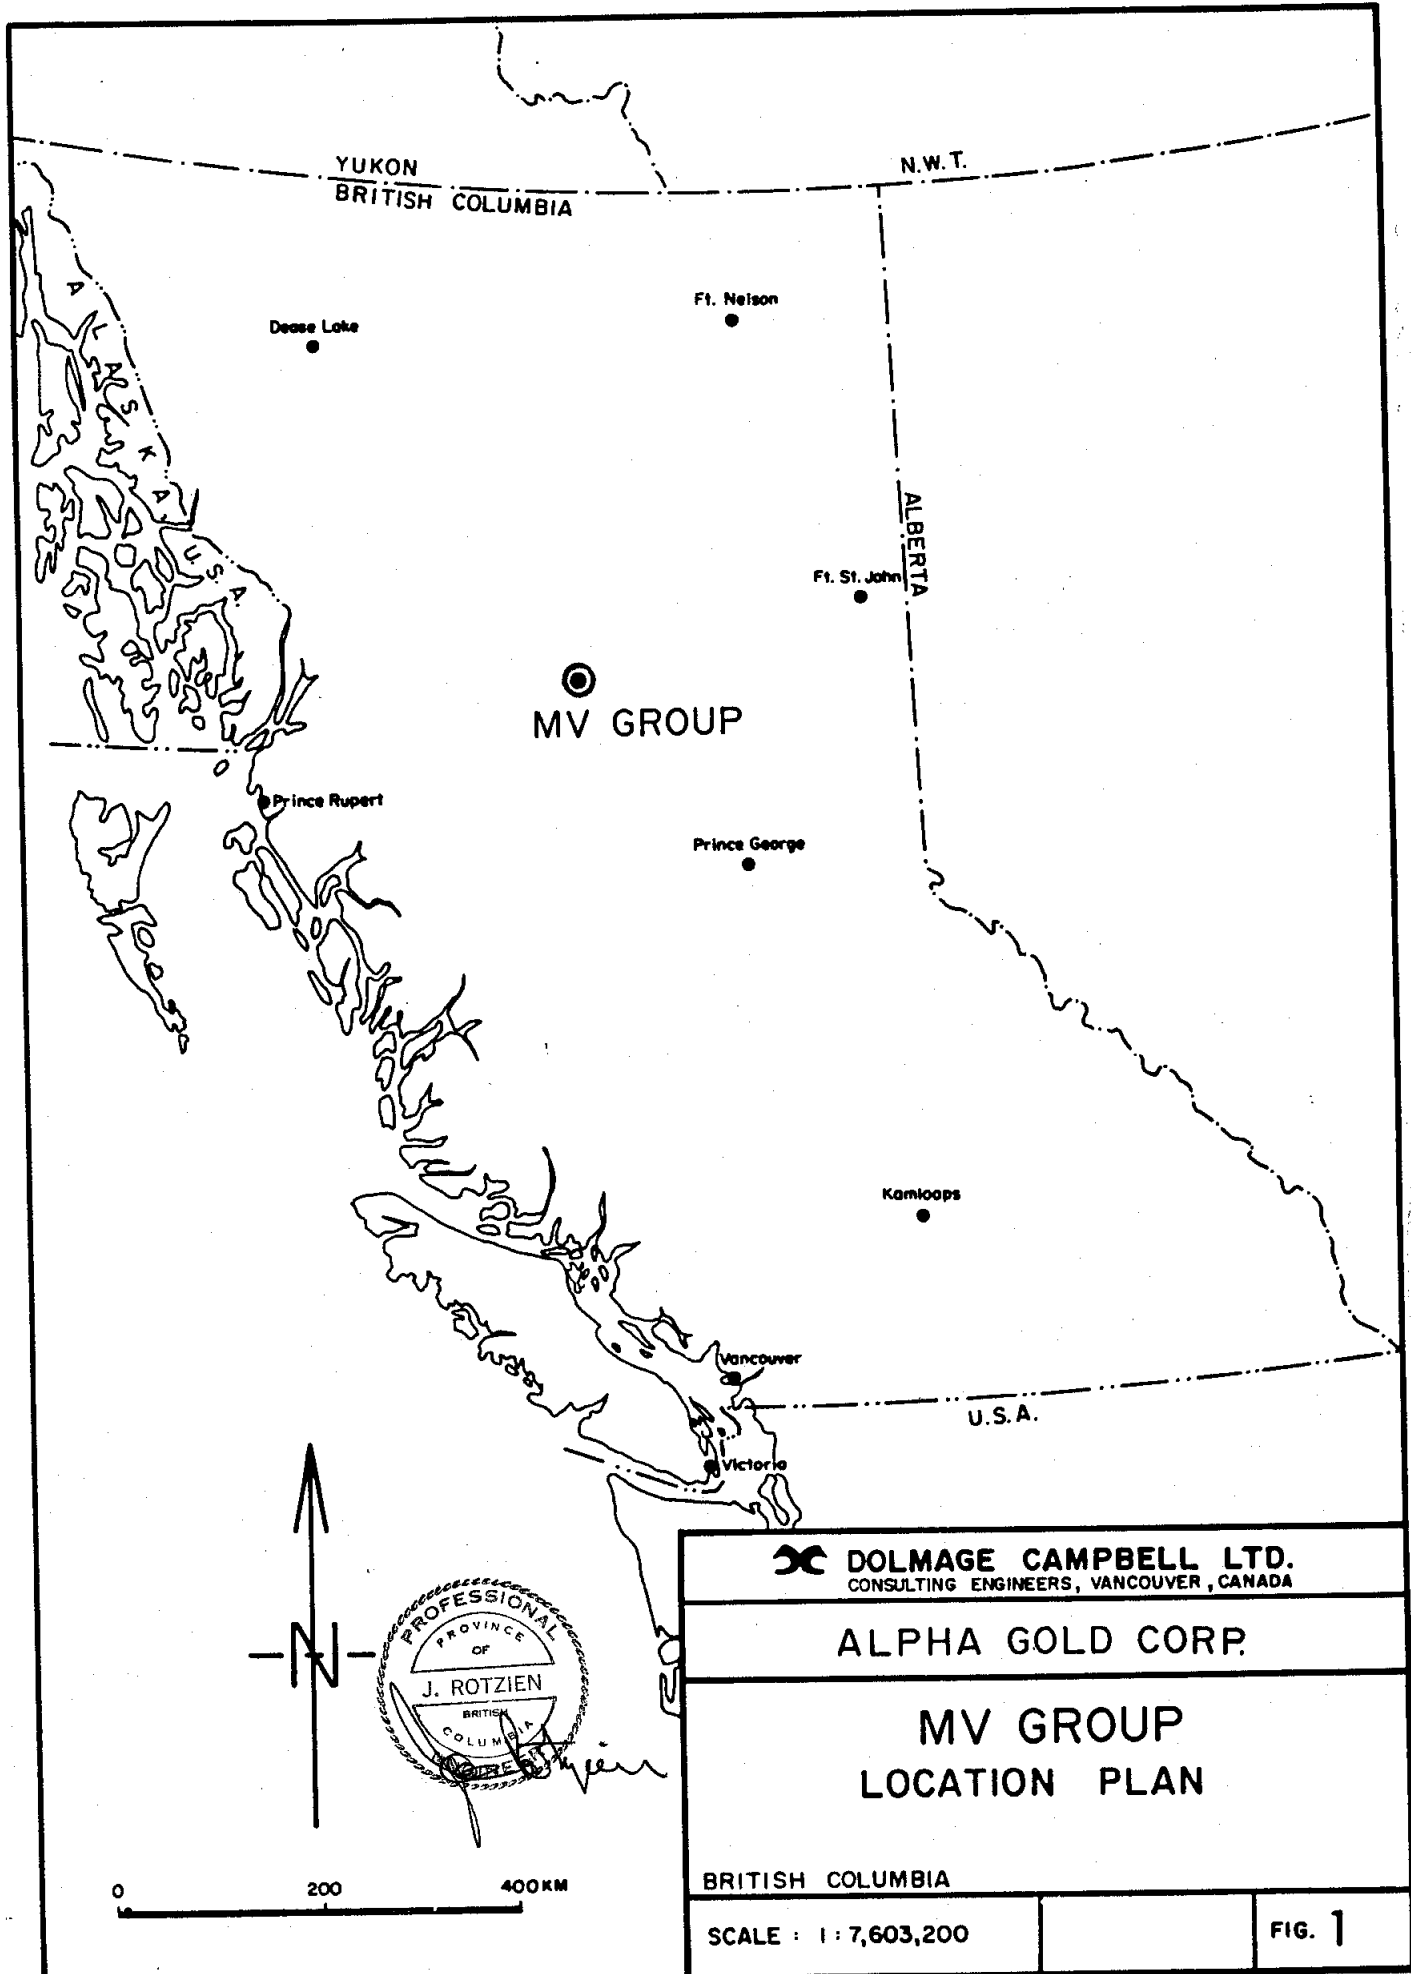 YUKON
N.W.T.
BRITISH COLUMBIA
ALASKA
U.S.A.
Dease Lake
Ft. Nelson
ALBERTA
Ft. St. John
MV GROUP
Prince Rupert
Prince George
Kamloops
Vancouver
U.S.A.
Victoria
N
PROFESSIONAL
PROVINCE
OF
J. ROTZIEN
BRITISH
COLUMBIA
0 200 400 KM
DOLMAGE CAMPBELL LTD.
CONSULTING ENGINEERS, VANCOUVER, CANADA
ALPHA GOLD CORP.
MV GROUP
LOCATION PLAN
BRITISH COLUMBIA
SCALE : 1 : 7,603,200
FIG. 1